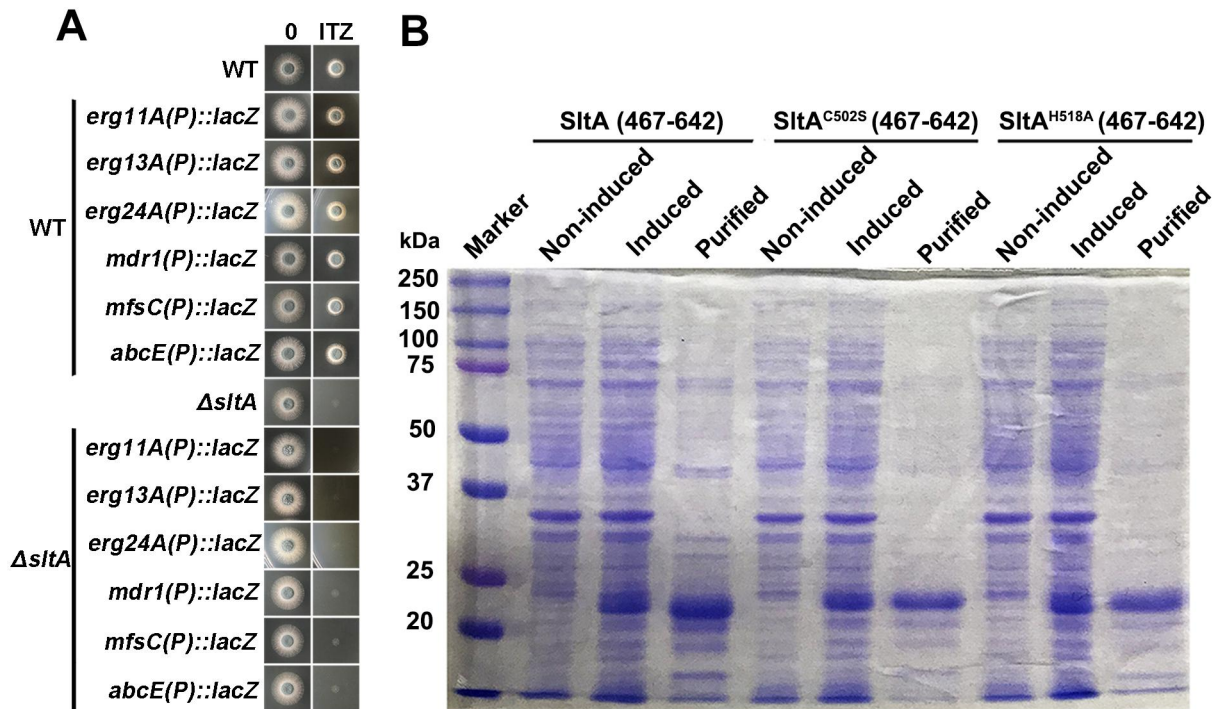 A
0 ITZ
WT
erg11A(P)::lacZ
erg13A(P)::lacZ
erg24A(P)::lacZ
WT
mdr1(P)::lacZ
mfsC(P)::lacZ
abcE(P)::lacZ
ΔsltA
erg11A(P)::lacZ
erg13A(P)::lacZ
erg24A(P)::lacZ
ΔsltA
mdr1(P)::lacZ
mfsC(P)::lacZ
abcE(P)::lacZ
B
SltA (467-642) SltA^C502S (467-642) SltA^H518A (467-642)
kDa Marker Non-induced Induced Purified Non-induced Induced Purified Non-induced Induced Purified
250
150
100
75
50
37
25
20